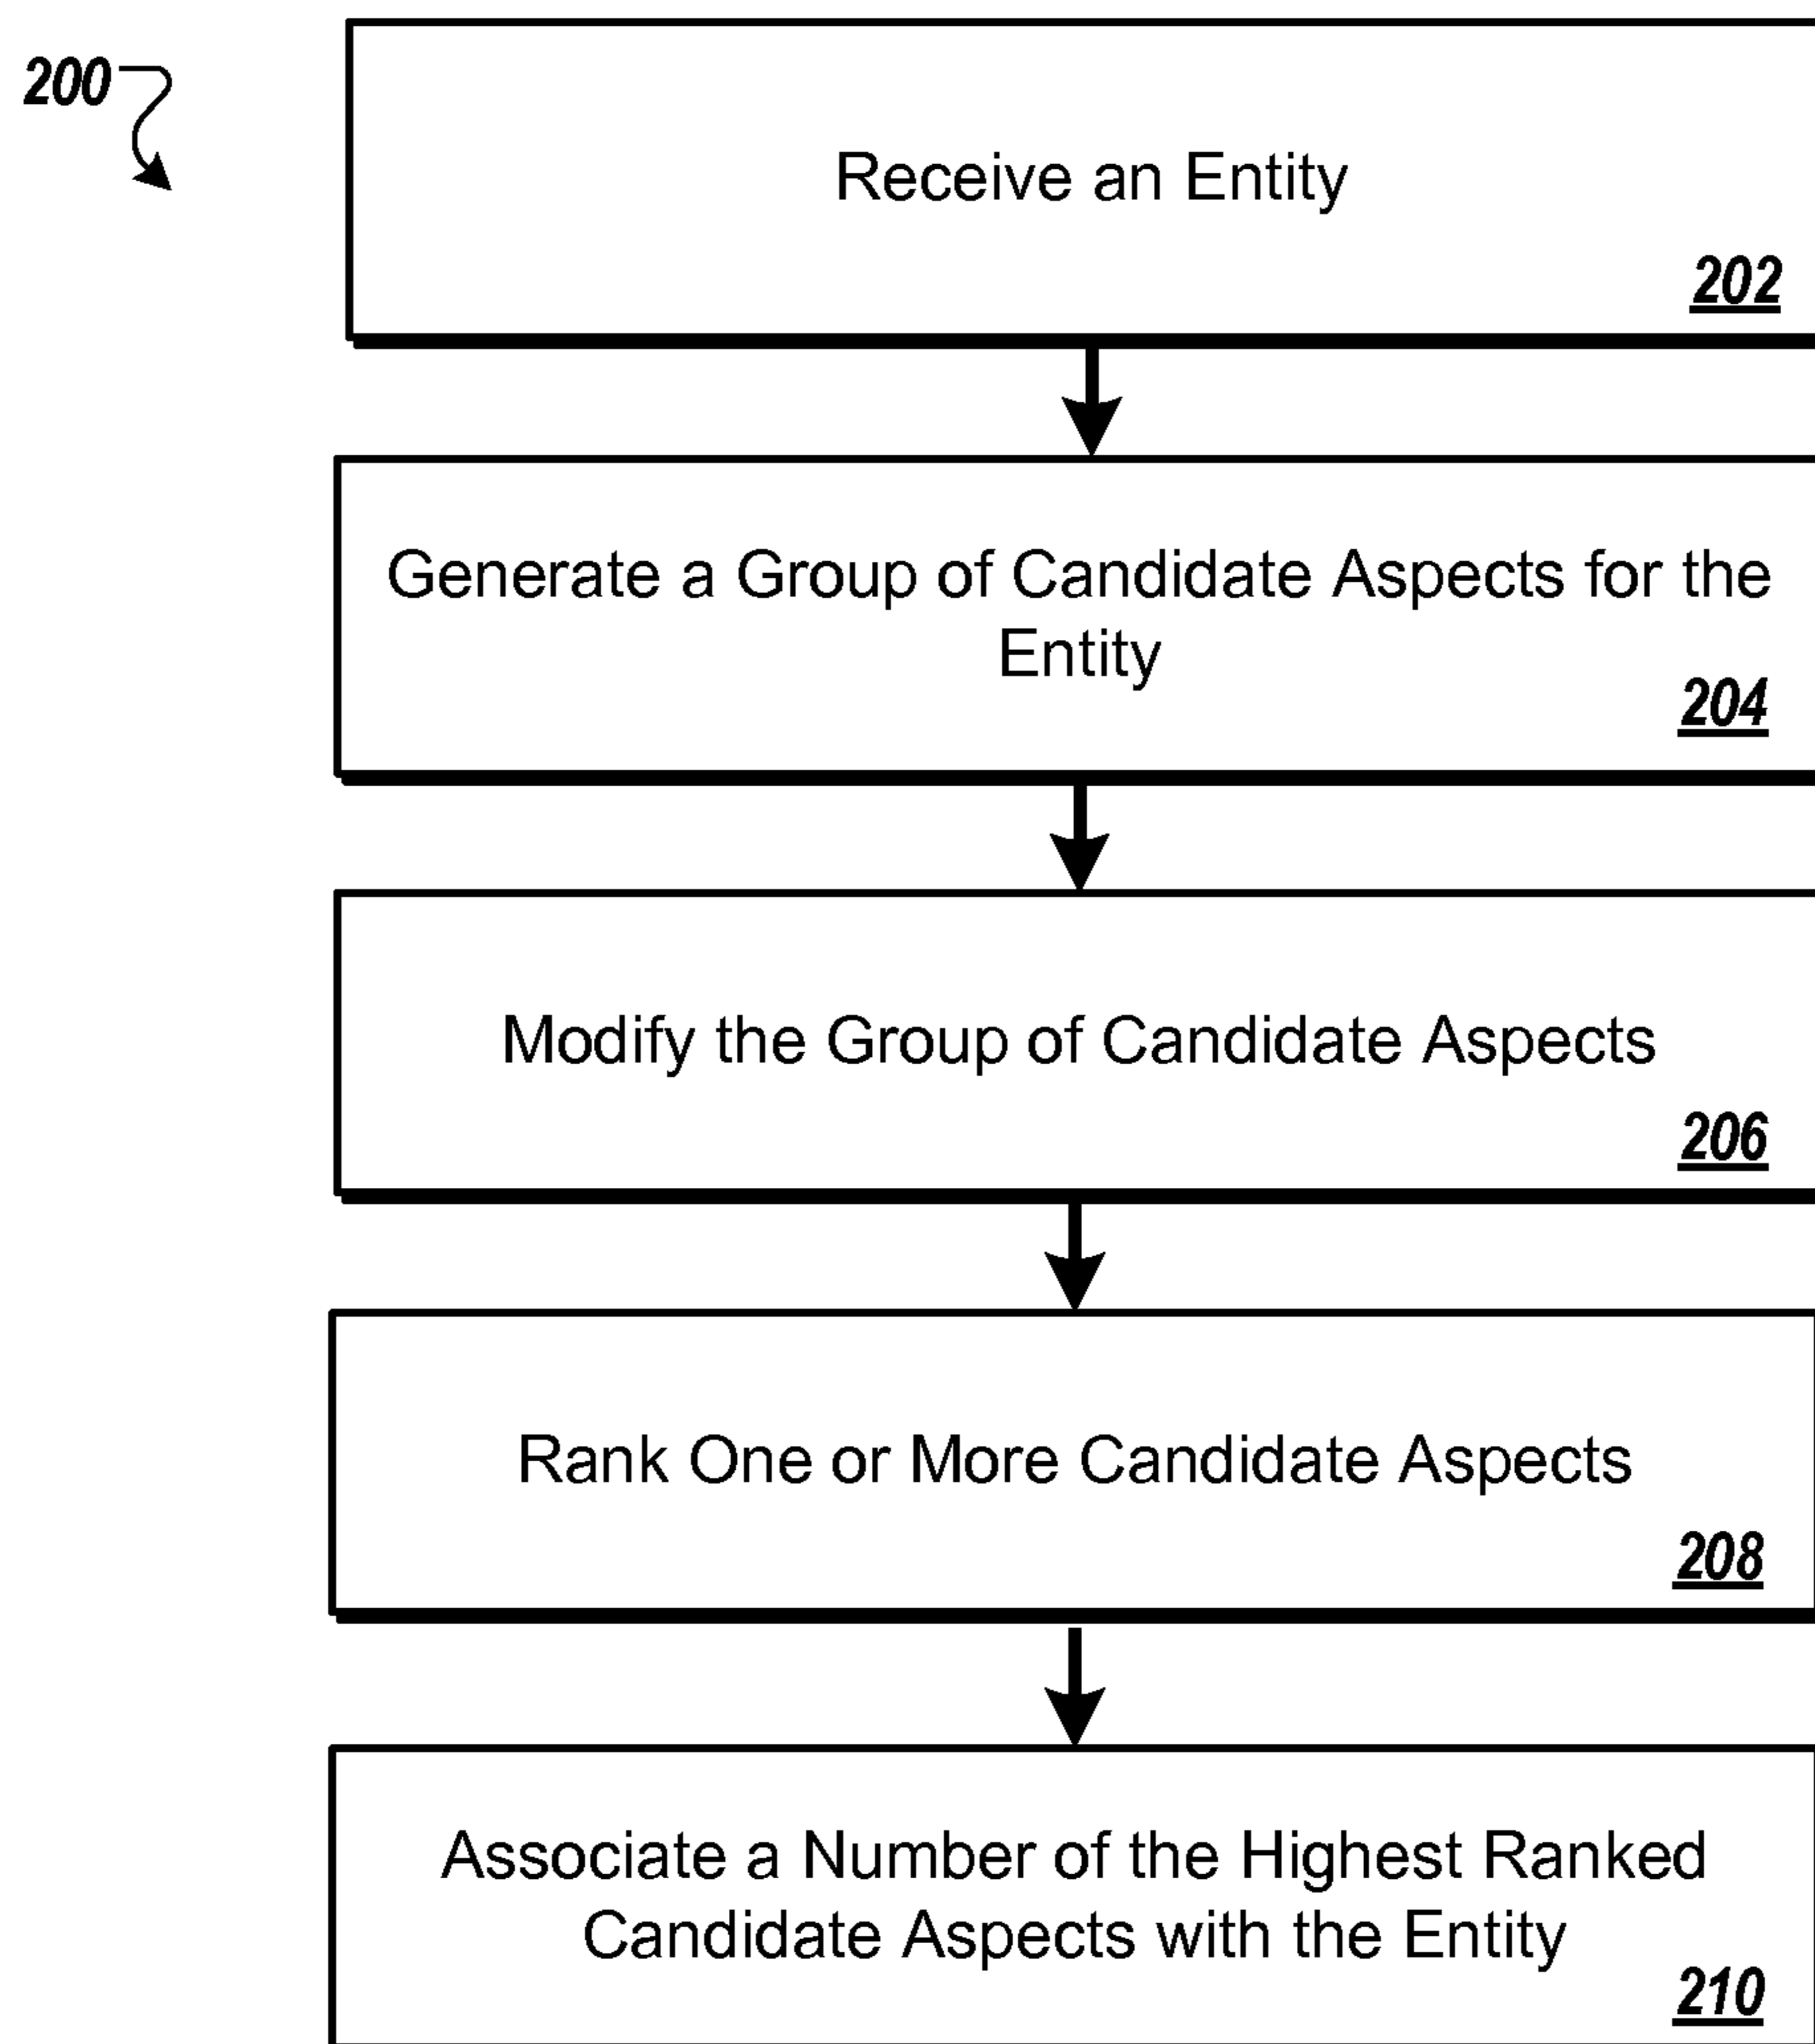 200
Receive an Entity
202
Generate a Group of Candidate Aspects for the
Entity
204
Modify the Group of Candidate Aspects
206
Rank One or More Candidate Aspects
208
Associate a Number of the Highest Ranked
Candidate Aspects with the Entity
210